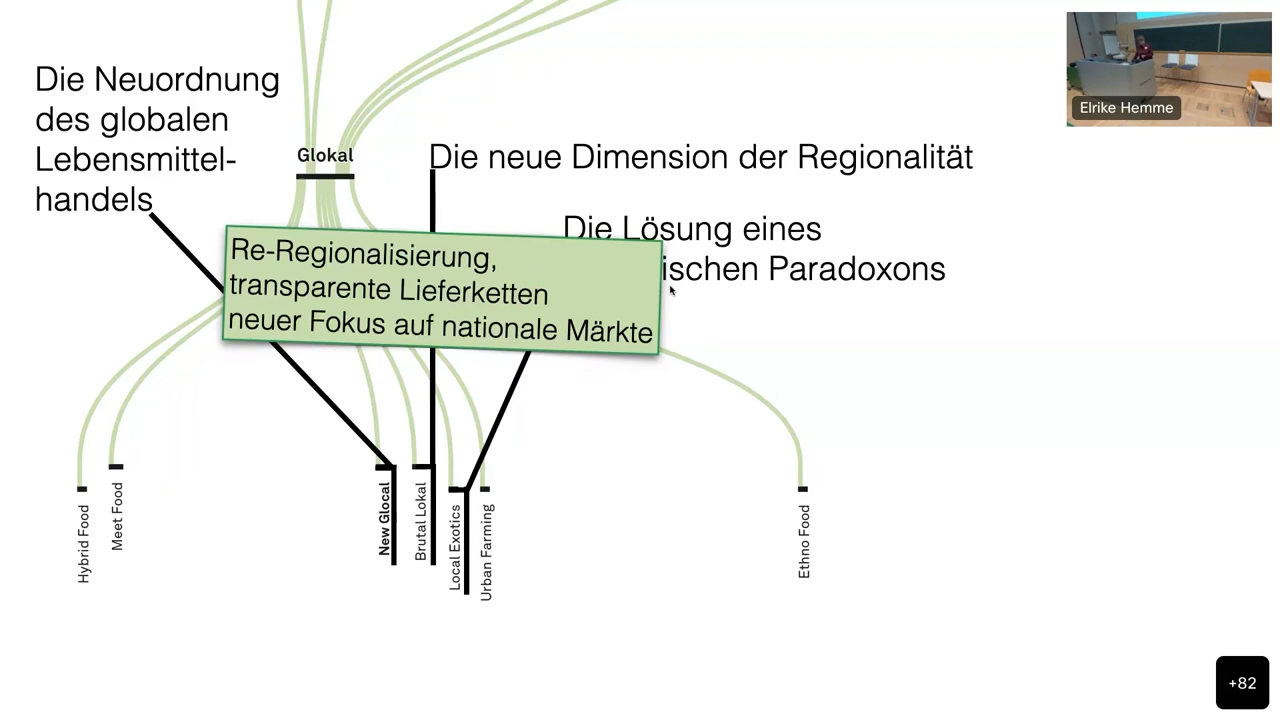 Die Neuordnung
des globalen
Lebensmittel-
handels
Glokal
Die neue Dimension der Regionalität
Die Lösung eines
ischen Paradoxons
Re-Regionalisierung,
transparente Lieferketten
neuer Fokus auf nationale Märkte
Hybrid Food
Meet Food
New Glocal
Brutal Lokal
Local Exotics
Urban Farming
Ethno Food
Elrike Hemme
+82